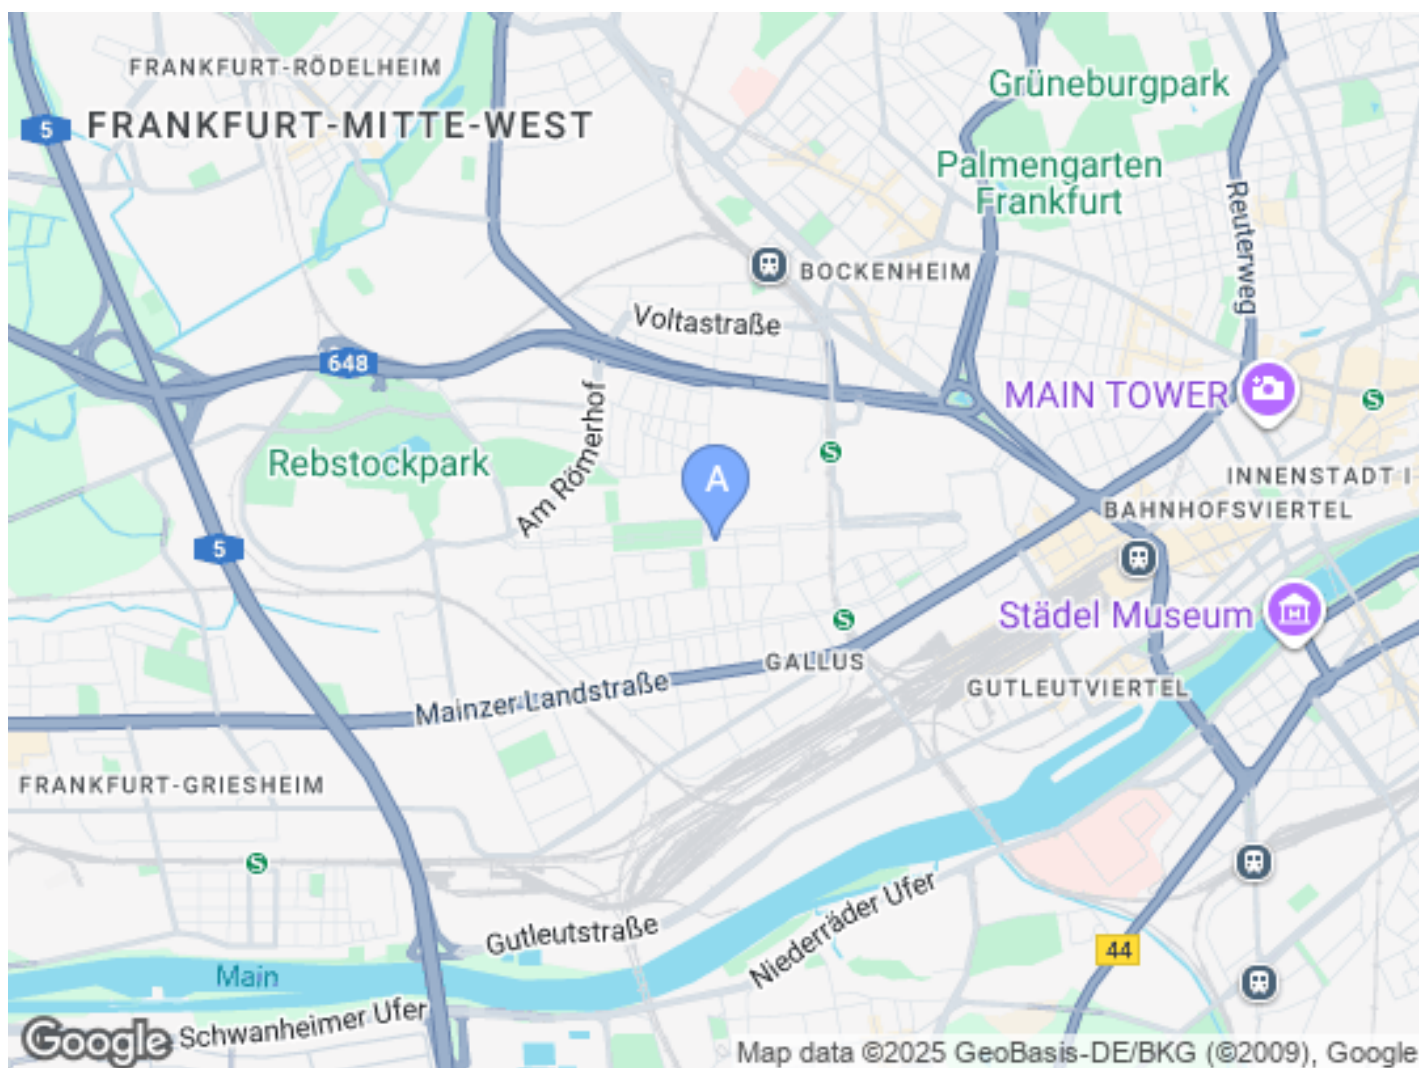 FRANKFURT-RÖDELHEIM
Grüneburgpark
5
FRANKFURT-MITTE-WEST
Palmengarten
Frankfurt
Reuterweg
BOCKENHEIM
Voltastraße
648
MAIN TOWER
S
Am Römerhof
Rebstockpark
S
A
INNENSTADT I
BAHNHOFSVIERTEL
5
Städel Museum
S
GALLUS
GUTLEUTVIERTEL
Mainzer Landstraße
FRANKFURT-GRIESHEIM
S
Niederräder Ufer
Gutleutstraße
44
Main
Schwanheimer Ufer
Google
Map data ©2025 GeoBasis-DE/BKG (©2009), Google